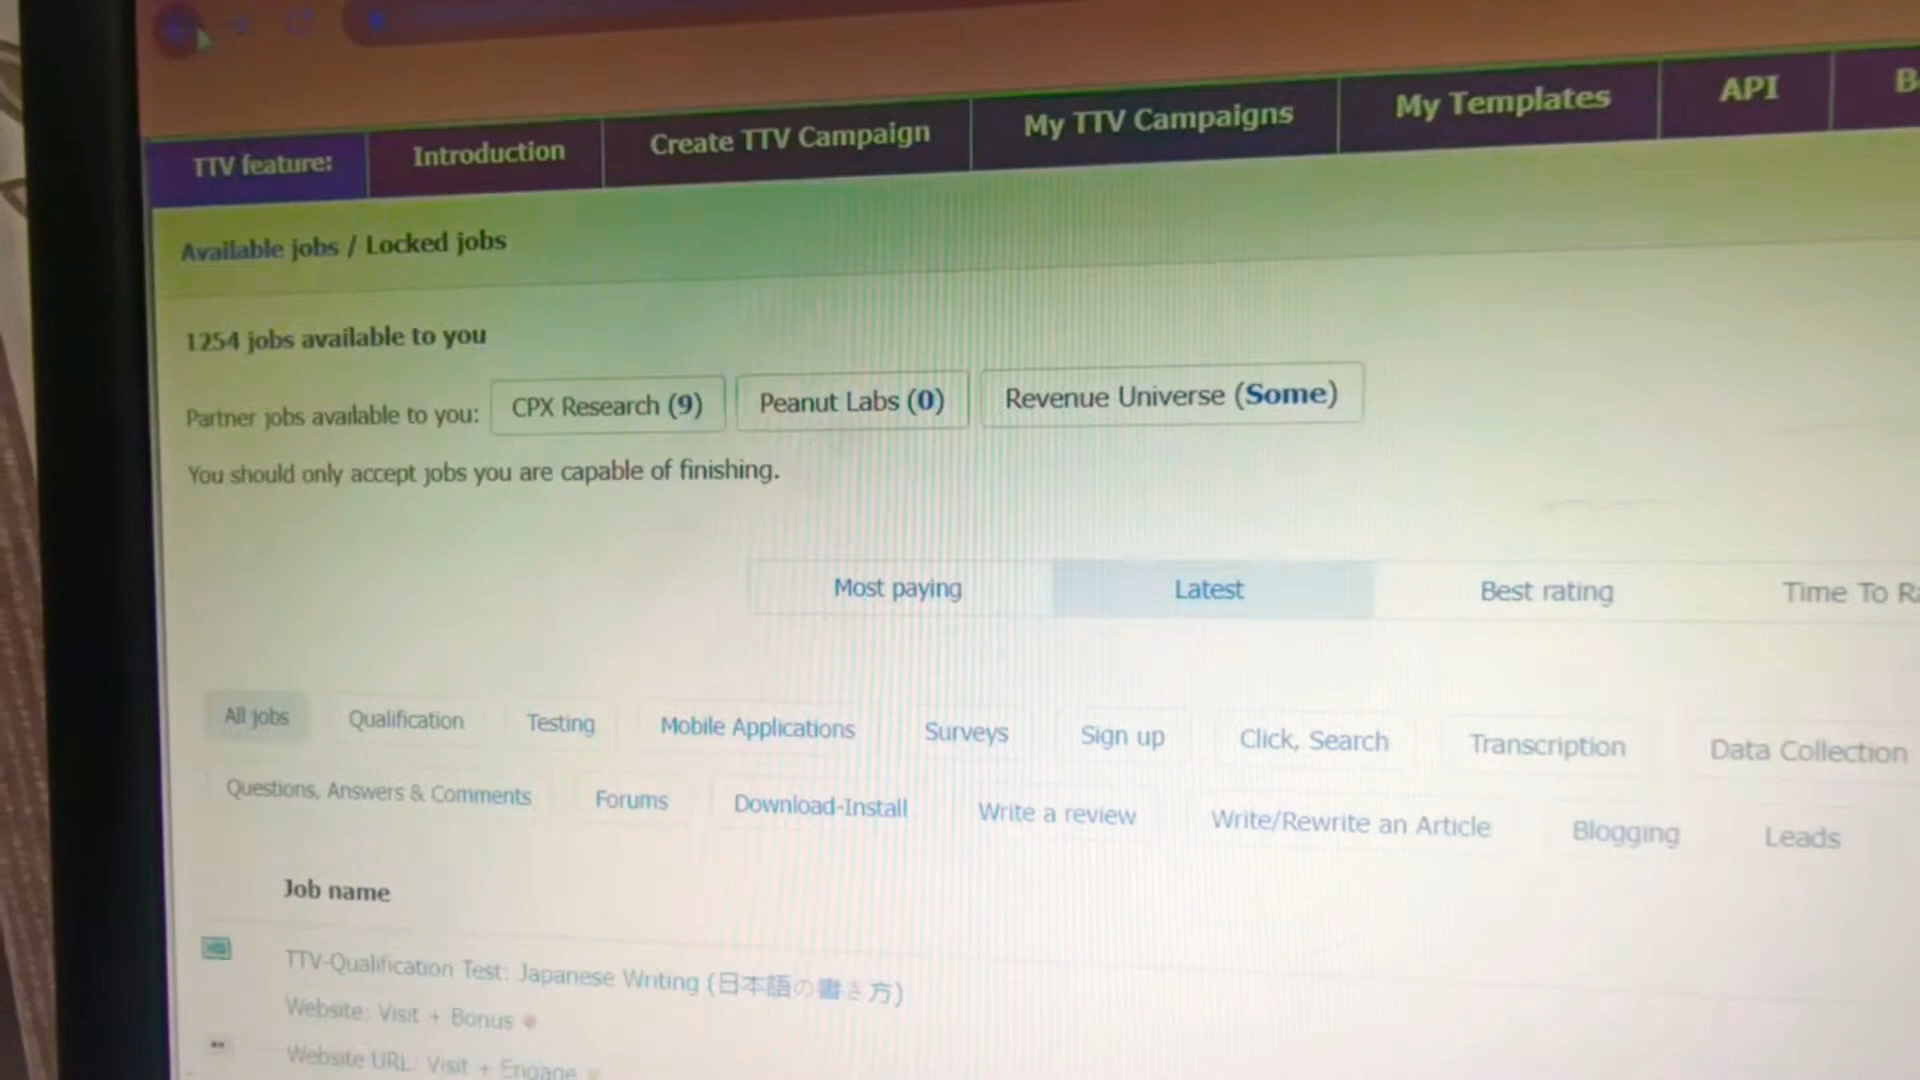 TTV feature: Introduction Create TTV Campaign My TTV Campaigns My Templates API
Available jobs / Locked jobs
1254 jobs available to you
Partner jobs available to you: CPX Research (9) Peanut Labs (0) Revenue Universe (Some)
You should only accept jobs you are capable of finishing.
Most paying Latest Best rating Time To
All jobs Qualification Testing Mobile Applications Surveys Sign up Click, Search Transcription Data Collection
Questions, Answers & Comments Forums Download-Install Write a review Write/Rewrite an Article Blogging Leads
Job name
TTV-Qualification Test: Japanese Writing (日本語の書き方)
Website: Visit + Bonus
Website URL: Visit + Engage